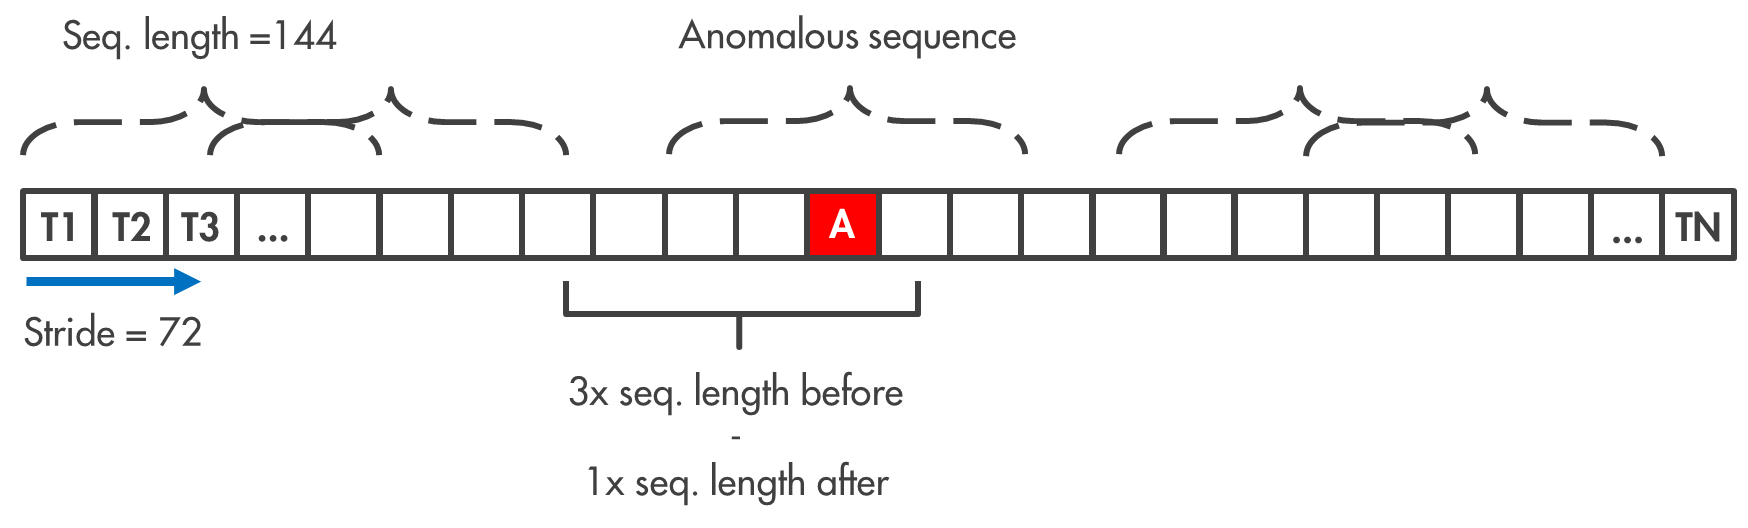 Seq. length =144
Anomalous sequence
T1 T2 T3 ... A ... TN
Stride = 72
3x seq. length before
-
1x seq. length after